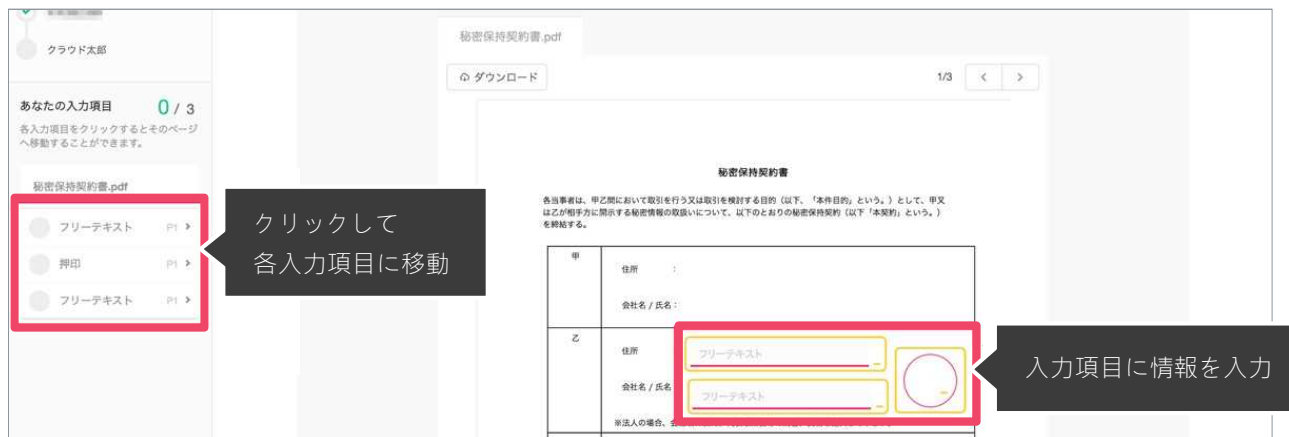 クラウド太郎
あなたの入力項目 0 / 3
各入力項目をクリックするとそのページ
へ移動することができます。
秘密保持契約書.pdf
フリーテキスト P1 >
押印 P1 >
フリーテキスト P1 >
クリックして
各入力項目に移動
秘密保持契約書.pdf
ダウンロード
1/3 < >
秘密保持契約書
各当事者は、甲乙間において取引を行う又は取引を検討する目的（以下、「本件目的」という。）として、甲又
は乙が相手方に開示する秘密情報の取扱いについて、以下のとおりの秘密保持契約（以下「本契約」という。）
を締結する。
甲
住所 :
会社名 / 氏名 :
乙
住所
フリーテキスト
会社名 / 氏名
フリーテキスト
※法人の場合、
入力項目に情報を入力